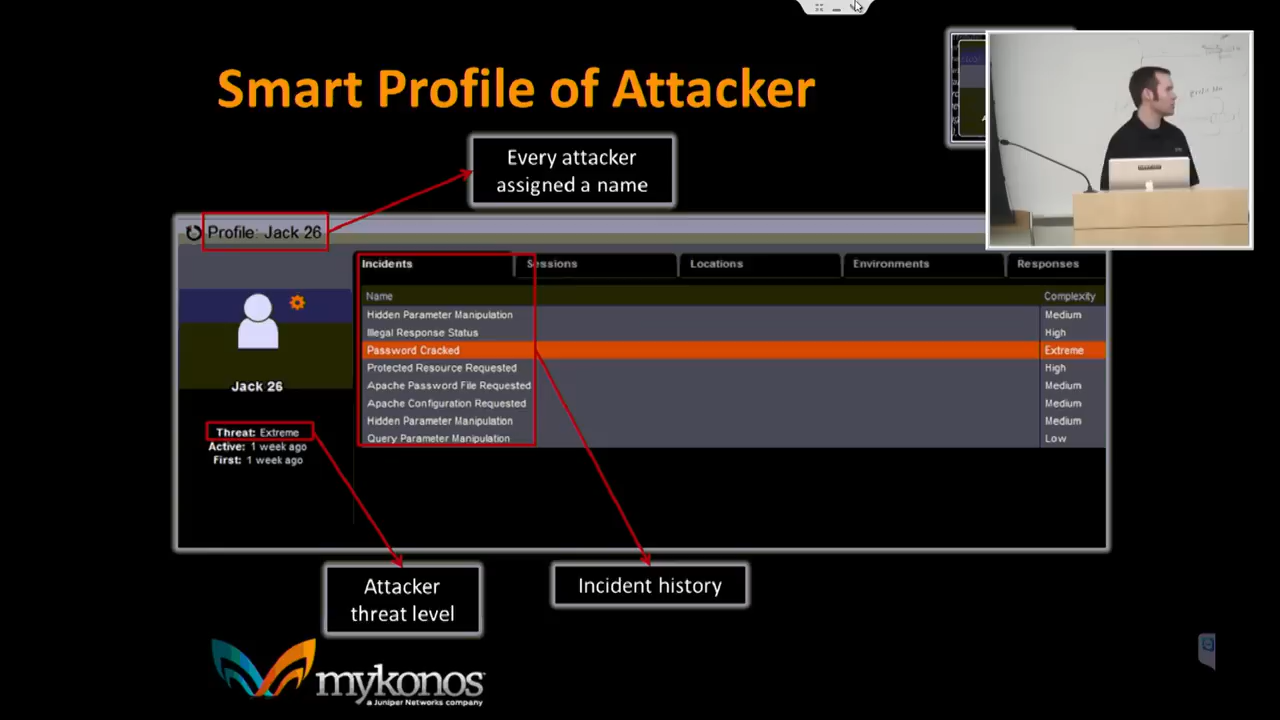 Smart Profile of Attacker
Every attacker
assigned a name
Profile: Jack 26
Incidents
Sessions
Locations
Environments
Responses
Name
Complexity
Hidden Parameter Manipulation
Medium
Illegal Response Status
High
Password Cracked
Extreme
Protected Resource Requested
High
Apache Password File Requested
Medium
Apache Configuration Requested
Medium
Hidden Parameter Manipulation
Medium
Query Parameter Manipulation
Low
Jack 26
Threat: Extreme
Active: 1 week ago
First: 1 week ago
Attacker
threat level
Incident history
mykonos
a Juniper Networks company